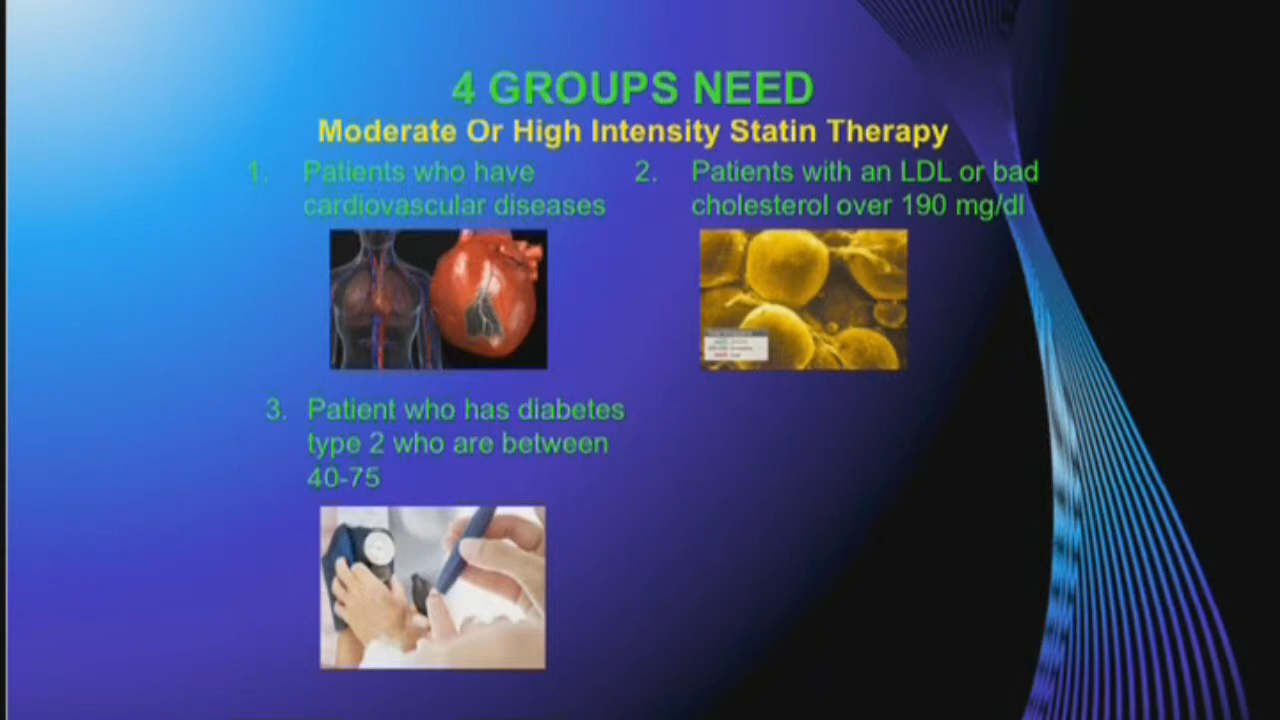 4 GROUPS NEED
Moderate Or High Intensity Statin Therapy
1. Patients who have
cardiovascular diseases
2. Patients with an LDL or bad
cholesterol over 190 mg/dl
3. Patient who has diabetes
type 2 who are between
40-75